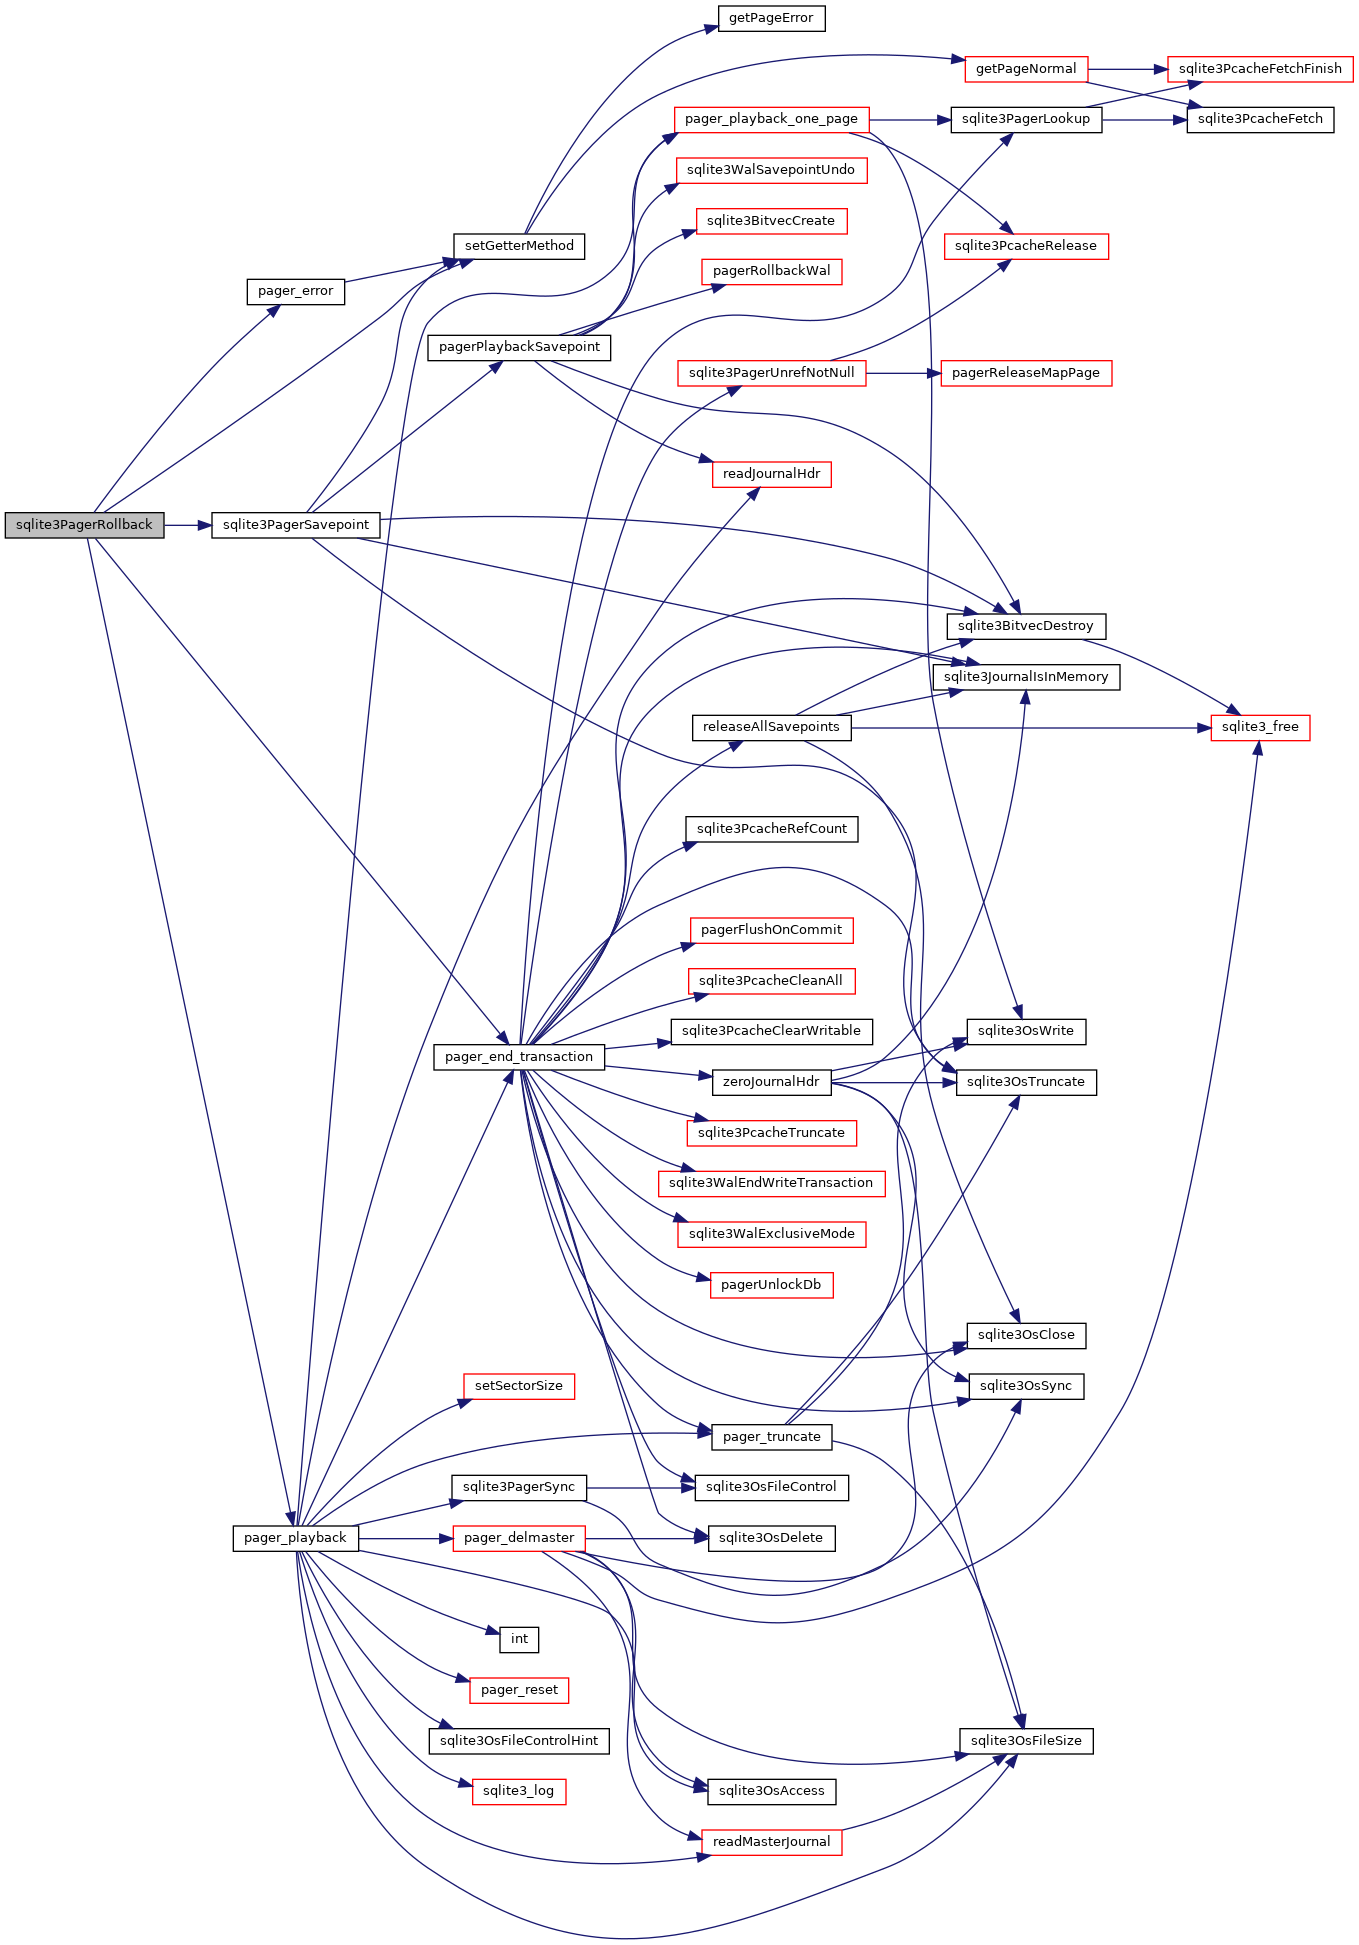 getPageError
getPageNormal
sqlite3PcacheFetchFinish
pager_playback_one_page
sqlite3PagerLookup
sqlite3PcacheFetch
sqlite3WalSavepointUndo
sqlite3BitvecCreate
setGetterMethod
sqlite3PcacheRelease
pagerRollbackWal
pager_error
pagerPlaybackSavepoint
sqlite3PagerUnrefNotNull
pagerReleaseMapPage
readJournalHdr
sqlite3PagerRollback
sqlite3PagerSavepoint
sqlite3BitvecDestroy
sqlite3JournalIsInMemory
releaseAllSavepoints
sqlite3_free
sqlite3PcacheRefCount
pagerFlushOnCommit
sqlite3PcacheCleanAll
sqlite3PcacheClearWritable
sqlite3OsWrite
pager_end_transaction
zeroJournalHdr
sqlite3OsTruncate
sqlite3PcacheTruncate
sqlite3WalEndWriteTransaction
sqlite3WalExclusiveMode
pagerUnlockDb
sqlite3OsClose
setSectorSize
sqlite3OsSync
pager_truncate
sqlite3PagerSync
sqlite3OsFileControl
pager_playback
pager_delmaster
sqlite3OsDelete
int
pager_reset
sqlite3OsFileControlHint
sqlite3OsFileSize
sqlite3_log
sqlite3OsAccess
readMasterJournal